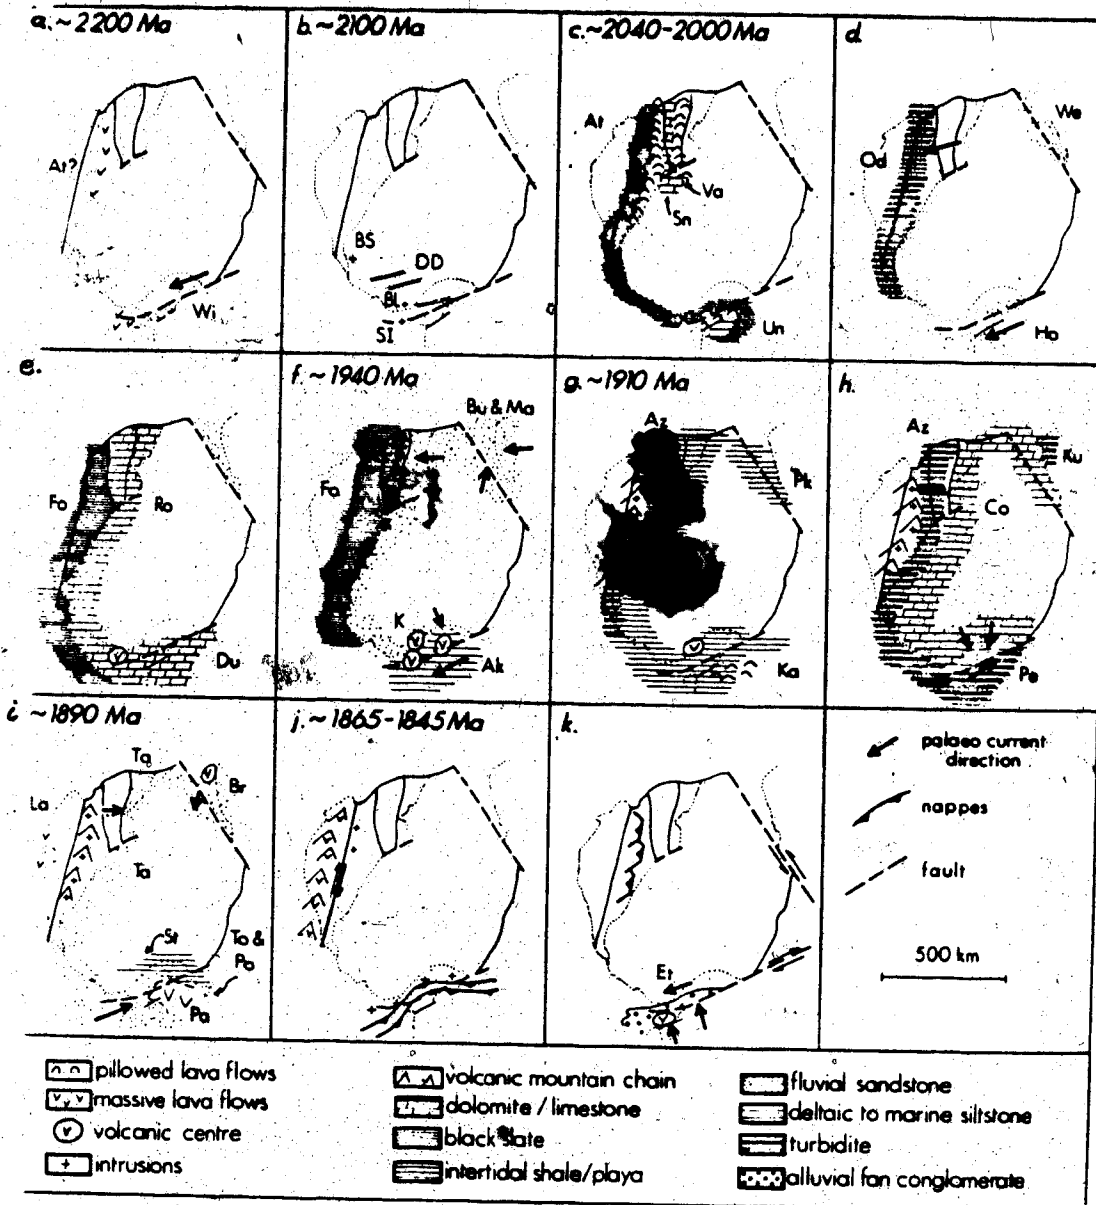 a. ~2200 Ma
b. ~2100 Ma
c. ~2040-2000 Ma
d.
At?
Wi
BS
DD
BL
SI
At
Va
Sn
Un
We
Od
Ho
e.
f. ~1940 Ma
g. ~1910 Ma
h.
Fo
Ro
Du
Bu & Ma
Fo
K
Ak
Az
Pk
Ka
Az
Ku
Co
Pe
i ~1890 Ma
j. ~1865-1845 Ma
k.
La
Tq
Br
Ta
St
To &
Po
Pa
Et
palaeo current
direction
nappes
fault
500 km
pillowed lava flows
massive lava flows
volcanic centre
intrusions
volcanic mountain chain
dolomite / limestone
black slate
intertidal shale/playa
fluvial sandstone
deltaic to marine siltstone
turbidite
alluvial fan conglomerate